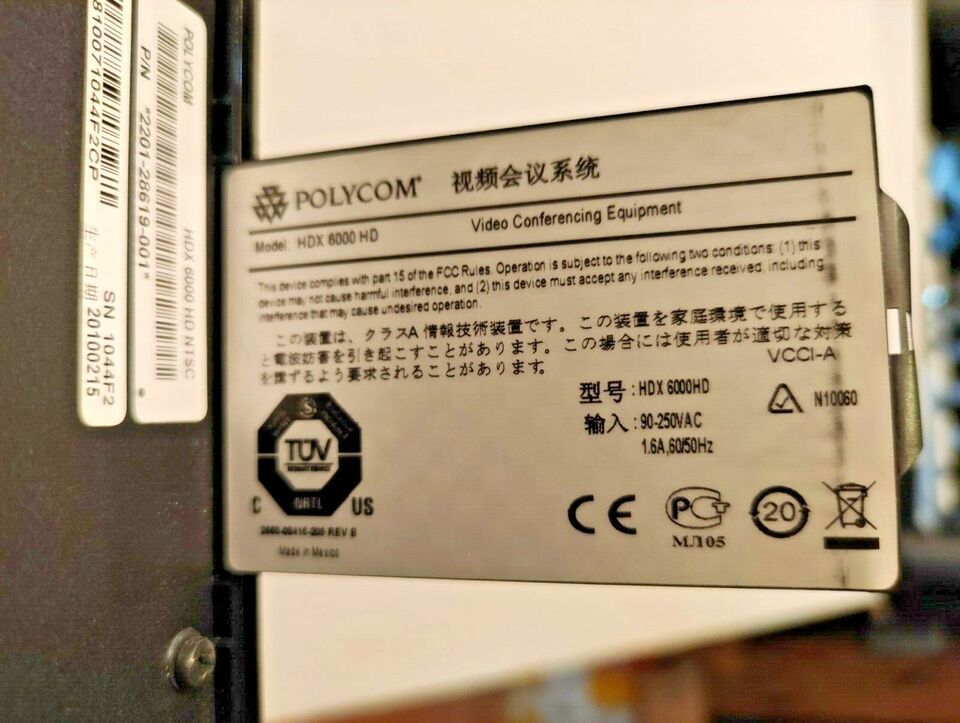 810071044F2CP
SN 1044F2
生产日期 20100215
POLYCOM
P/N *2201-28619-001*
HDX 6000 HD NTSC
POLYCOM® 视频会议系统
Model: HDX 6000 HD Video Conferencing Equipment
This device complies with part 15 of the FCC Rules. Operation is subject to the following two conditions: (1) this
device may not cause harmful interference, and (2) this device must accept any interference received, including
interference that may cause undesired operation.
この装置は、クラスA 情報技術装置です。この装置を家庭環境で使用する
と電波妨害を引き起こすことがあります。この場合には使用者が適切な対策
を講ずるよう要求されることがあります。
VCCI-A
型号：HDX 6000HD
N10060
输入：90-250VAC
1.6A,60/50Hz
TÜV
NRTL
C US
CE
PC
МЛ05
20
2665-09416-200 REV B
Made in Mexico